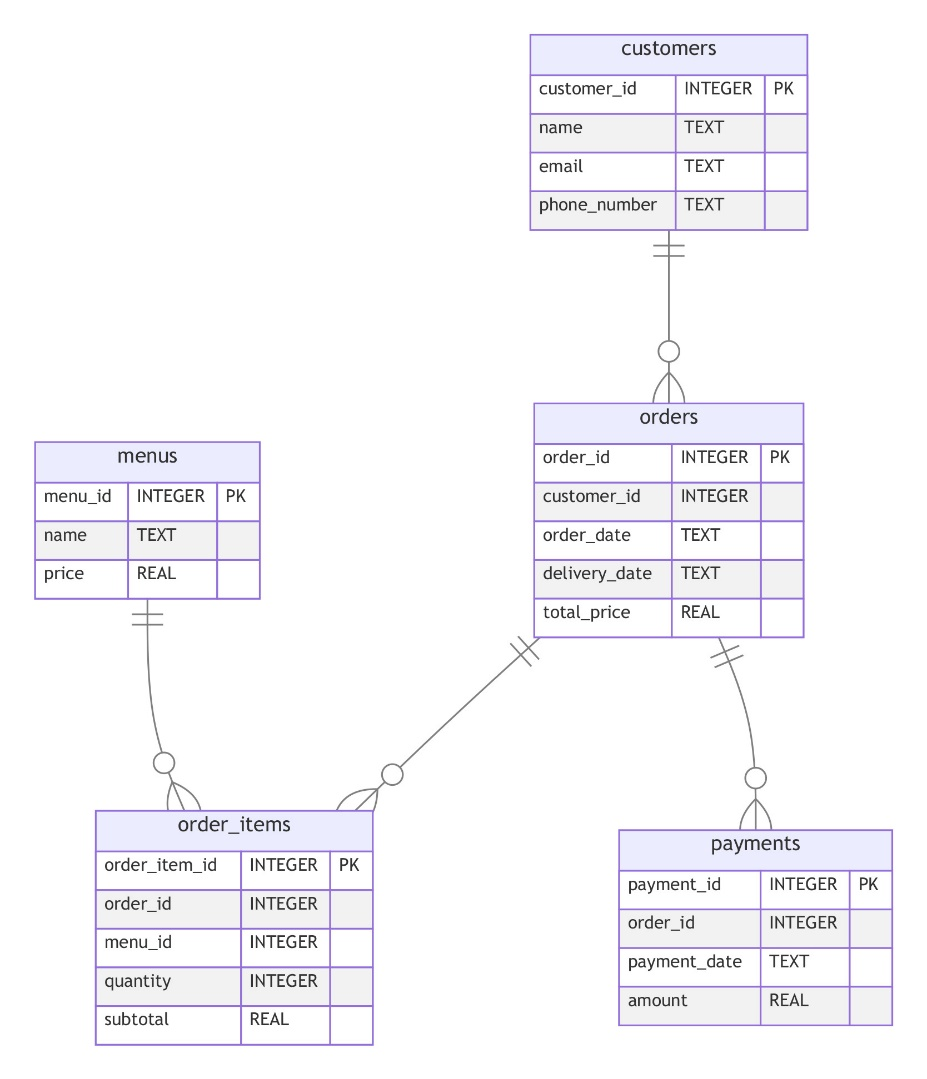 customers
customer_id INTEGER PK
name TEXT
email TEXT
phone_number TEXT
orders
order_id INTEGER PK
customer_id INTEGER
order_date TEXT
delivery_date TEXT
total_price REAL
menus
menu_id INTEGER PK
name TEXT
price REAL
order_items
order_item_id INTEGER PK
order_id INTEGER
menu_id INTEGER
quantity INTEGER
subtotal REAL
payments
payment_id INTEGER PK
order_id INTEGER
payment_date TEXT
amount REAL